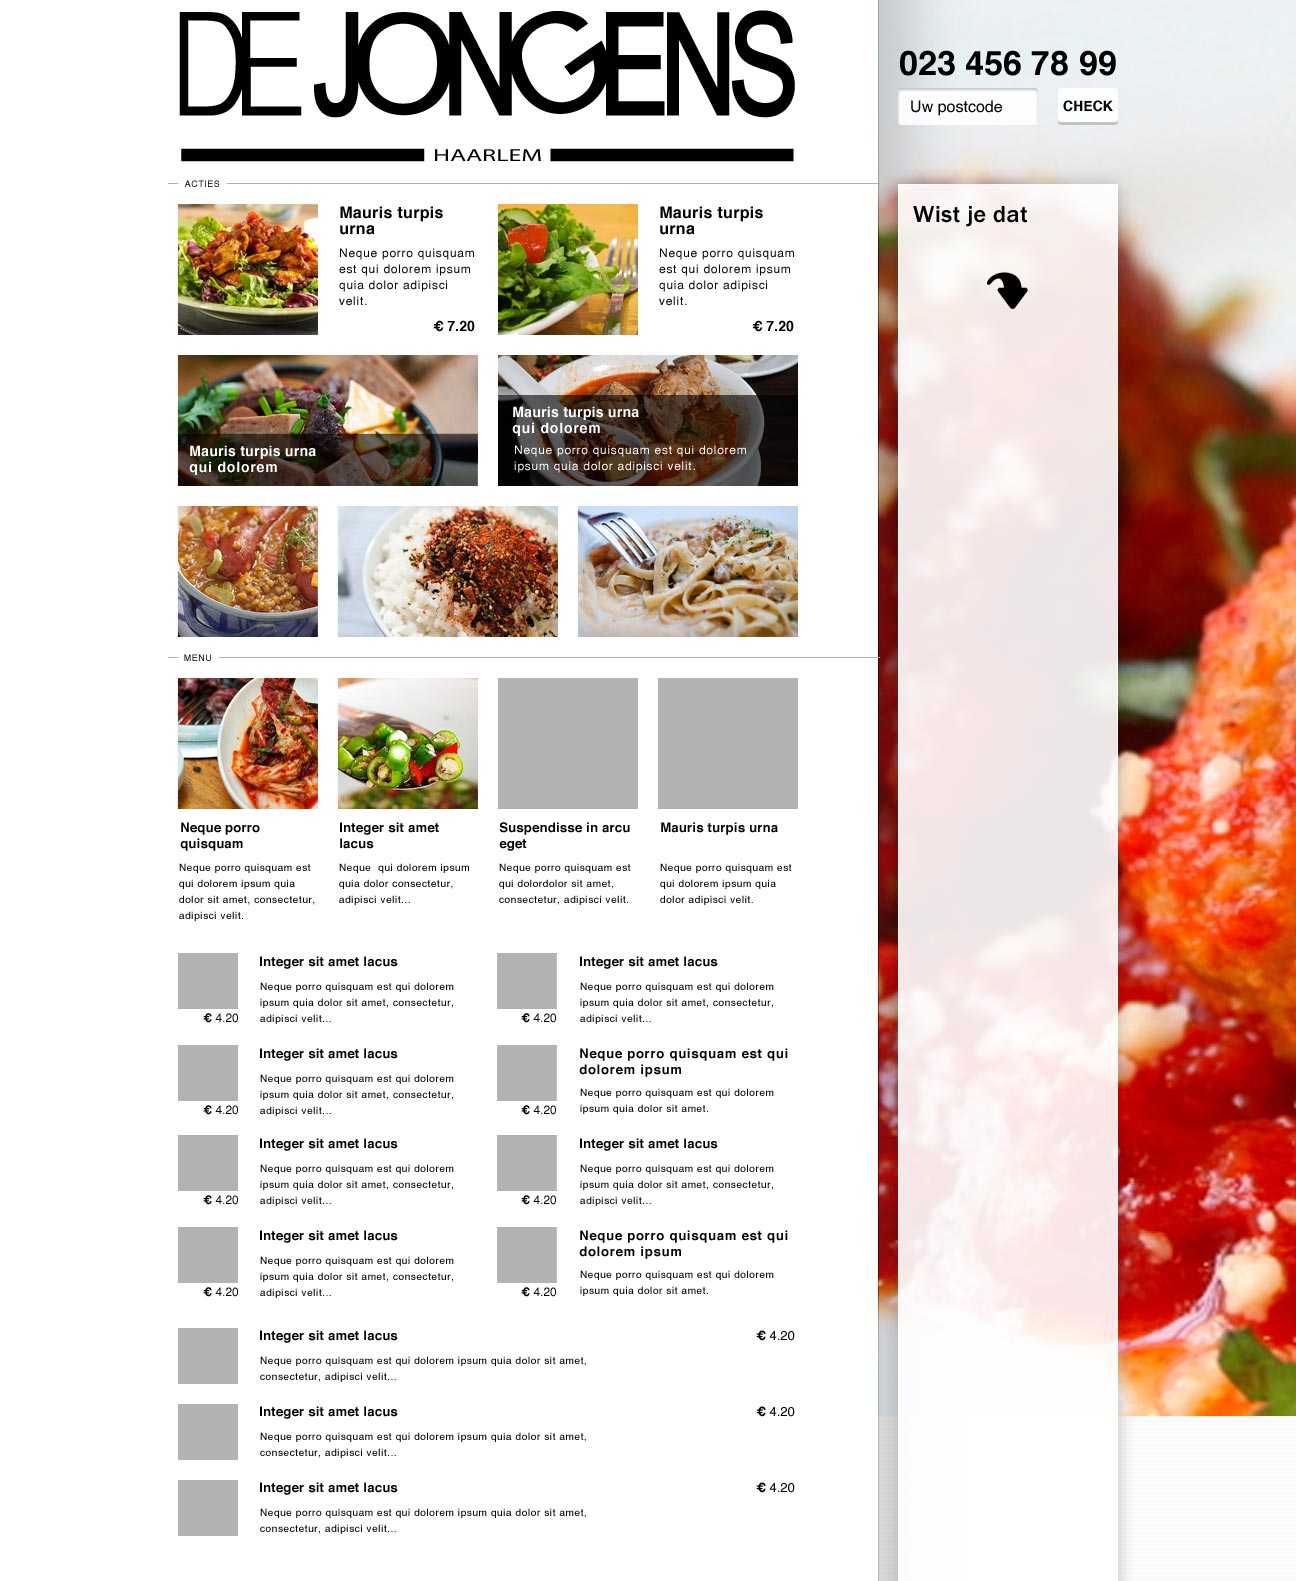 DE JONGENS
HAARLEM
023 456 78 99
Uw postcode
CHECK
Wist je dat
ACTIES
Mauris turpis
urna
Neque porro quisquam
est qui dolorem ipsum
quia dolor adipisci
velit.
€ 7.20
Mauris turpis
urna
Neque porro quisquam
est qui dolorem ipsum
quia dolor adipisci
velit.
€ 7.20
Mauris turpis urna
qui dolorem
Mauris turpis urna
qui dolorem
Neque porro quisquam est qui dolorem
ipsum quia dolor adipisci velit.
MENU
Neque porro
quisquam
Neque porro quisquam est
qui dolorem ipsum quia
dolor sit amet, consectetur,
adipisci velit.
Integer sit amet
lacus
Neque  qui dolorem ipsum
quia dolor consectetur,
adipisci velit...
Suspendisse in arcu
eget
Neque porro quisquam est
qui dolordolor sit amet,
consectetur, adipisci velit.
Mauris turpis urna
Neque porro quisquam est
qui dolorem ipsum quia
dolor adipisci velit.
Integer sit amet lacus
Neque porro quisquam est qui dolorem
ipsum quia dolor sit amet, consectetur,
adipisci velit...
€ 4.20
Integer sit amet lacus
Neque porro quisquam est qui dolorem
ipsum quia dolor sit amet, consectetur,
adipisci velit...
€ 4.20
Integer sit amet lacus
Neque porro quisquam est qui dolorem
ipsum quia dolor sit amet, consectetur,
adipisci velit...
€ 4.20
Neque porro quisquam est qui
dolorem ipsum
Neque porro quisquam est qui dolorem
ipsum quia dolor sit amet.
€ 4.20
Integer sit amet lacus
Neque porro quisquam est qui dolorem
ipsum quia dolor sit amet, consectetur,
adipisci velit...
€ 4.20
Integer sit amet lacus
Neque porro quisquam est qui dolorem
ipsum quia dolor sit amet, consectetur,
adipisci velit...
€ 4.20
Integer sit amet lacus
Neque porro quisquam est qui dolorem
ipsum quia dolor sit amet, consectetur,
adipisci velit...
€ 4.20
Neque porro quisquam est qui
dolorem ipsum
Neque porro quisquam est qui dolorem
ipsum quia dolor sit amet.
€ 4.20
Integer sit amet lacus
€ 4.20
Neque porro quisquam est qui dolorem ipsum quia dolor sit amet,
consectetur, adipisci velit...
Integer sit amet lacus
€ 4.20
Neque porro quisquam est qui dolorem ipsum quia dolor sit amet,
consectetur, adipisci velit...
Integer sit amet lacus
€ 4.20
Neque porro quisquam est qui dolorem ipsum quia dolor sit amet,
consectetur, adipisci velit...